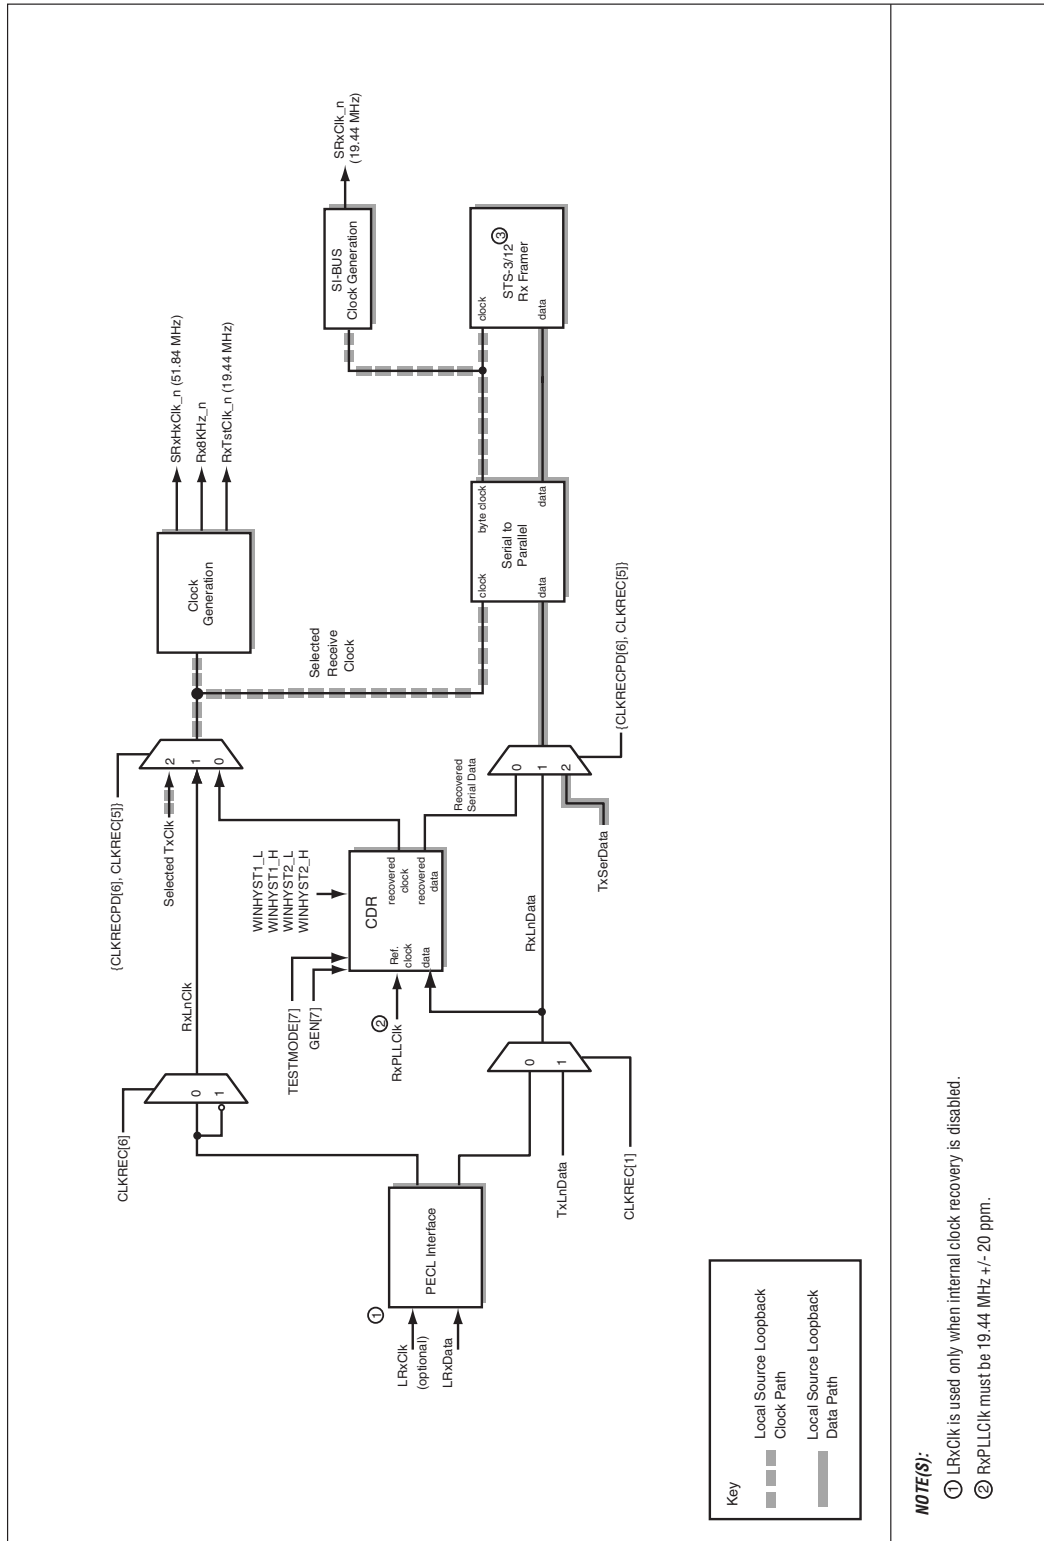 SRxClk_n
(19.44 MHz)
SI-BUS
Clock Generation
STS-3/12
Rx Framer
3
clock
data
SRxHxClk_n (51.84 MHz)
Rx8KHz_n
RxTstClk_n (19.44 MHz)
Clock
Generation
Selected
Receive
Clock
byte clock
data
Serial to
Parallel
clock
data
{CLKRECPD[6], CLKREC[5]}
{CLKRECPD[6], CLKREC[5]}
2
1
0
Selected TxClk
Recovered
Serial Data
0
1
2
TxSerData
WINHYST1_L
WINHYST1_H
WINHYST2_L
WINHYST2_H
CDR
recovered
clock
recovered
data
Ref.
clock
data
RxLnData
RxLnClk
TESTMODE[7]
GEN[7]
2
RxPLLClk
CLKREC[6]
0
1
0
1
TxLnData
CLKREC[1]
PECL Interface
1
LRxClk
(optional)
LRxData
Key
Local Source Loopback
Clock Path
Local Source Loopback
Data Path
NOTE(S):
1 LRxClk is used only when internal clock recovery is disabled.
2 RxPLLClk must be 19.44 MHz +/- 20 ppm.